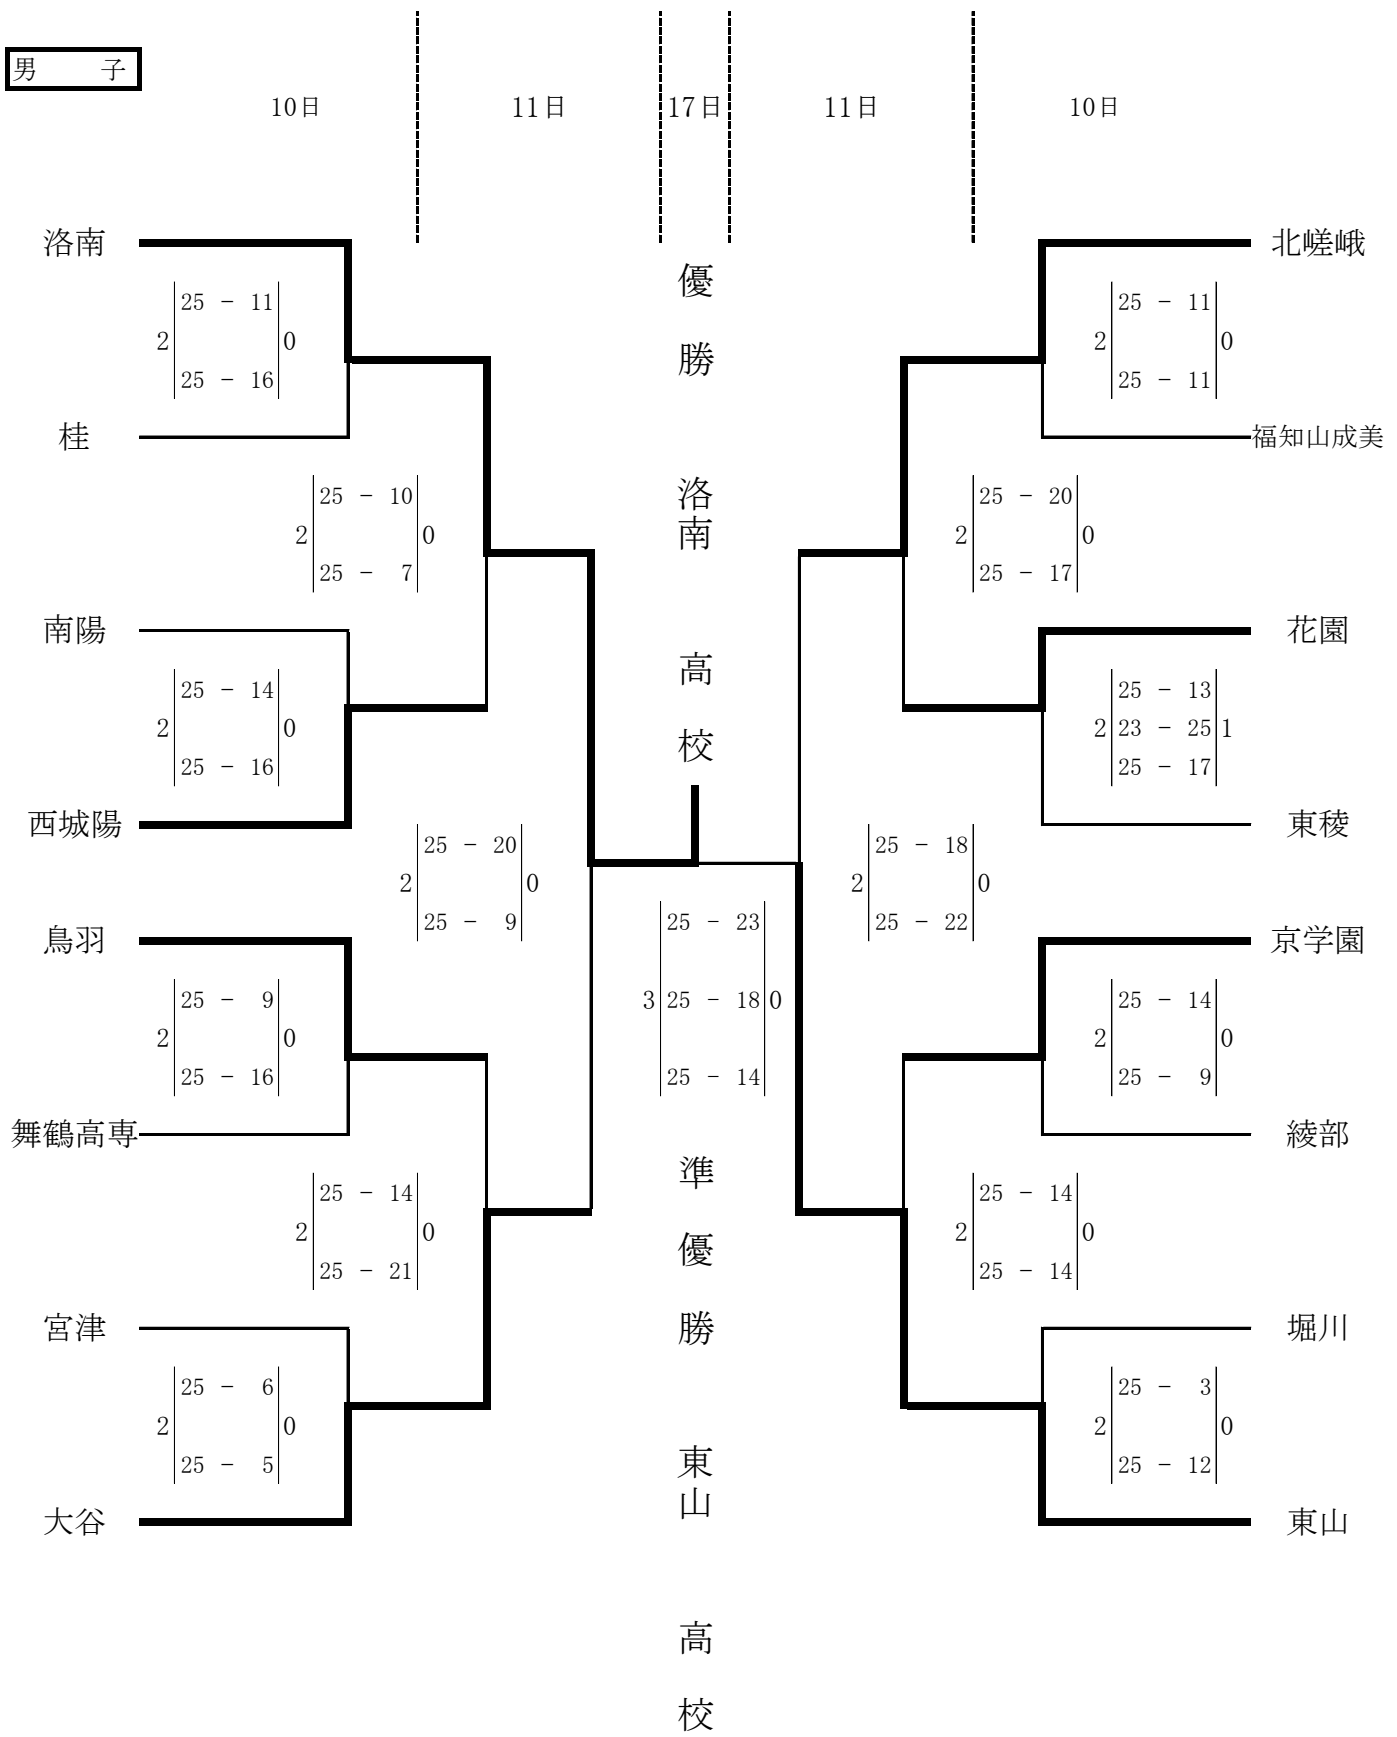 男　子
10日　11日　17日　11日　10日
洛南　北嵯峨
優勝　洛南　高校
25 － 11　25 － 11
2　0　2　0
25 － 16　25 － 11
桂　福知山成美
25 － 10　25 － 20
2　0　2　0
25 － 7　25 － 17
南陽　花園
25 － 14　25 － 13
2　0　2　23 － 25　1
25 － 16　25 － 17
西城陽　東稜
25 － 20　25 － 18
2　0　2　0
25 － 9　25 － 22
鳥羽　京学園
25 － 23
3　25 － 18　0
25 － 14
25 － 9　25 － 14
2　0　2　0
25 － 16　25 － 9
舞鶴高専　綾部
準優勝　東山　高校
25 － 14　25 － 14
2　0　2　0
25 － 21　25 － 14
宮津　堀川
25 － 6　25 － 3
2　0　2　0
25 － 5　25 － 12
大谷　東山